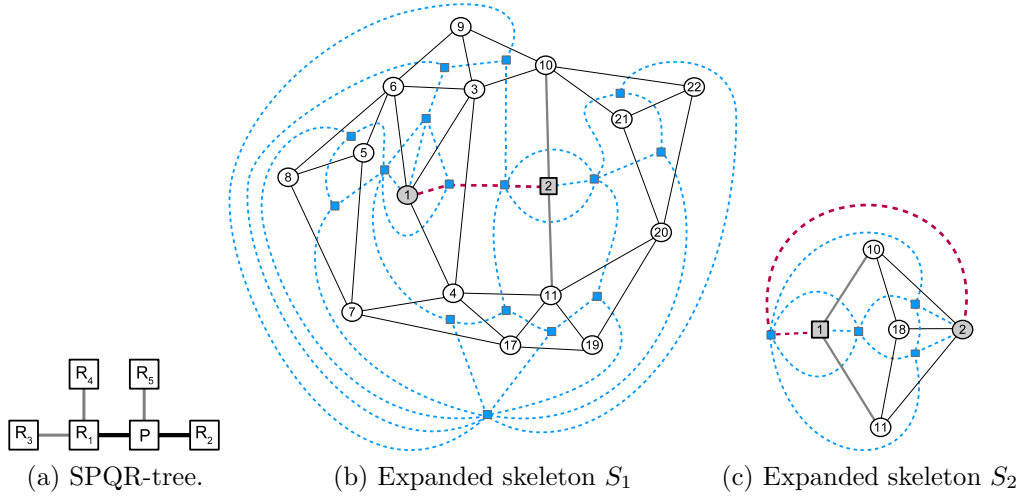 9
10
6
3
22
21
5
8
1
2
20
4
11
7
17
19
10
1
18
2
11
R4
R5
R3
R1
P
R2
(a) SPQR-tree.
(b) Expanded skeleton S1
(c) Expanded skeleton S2